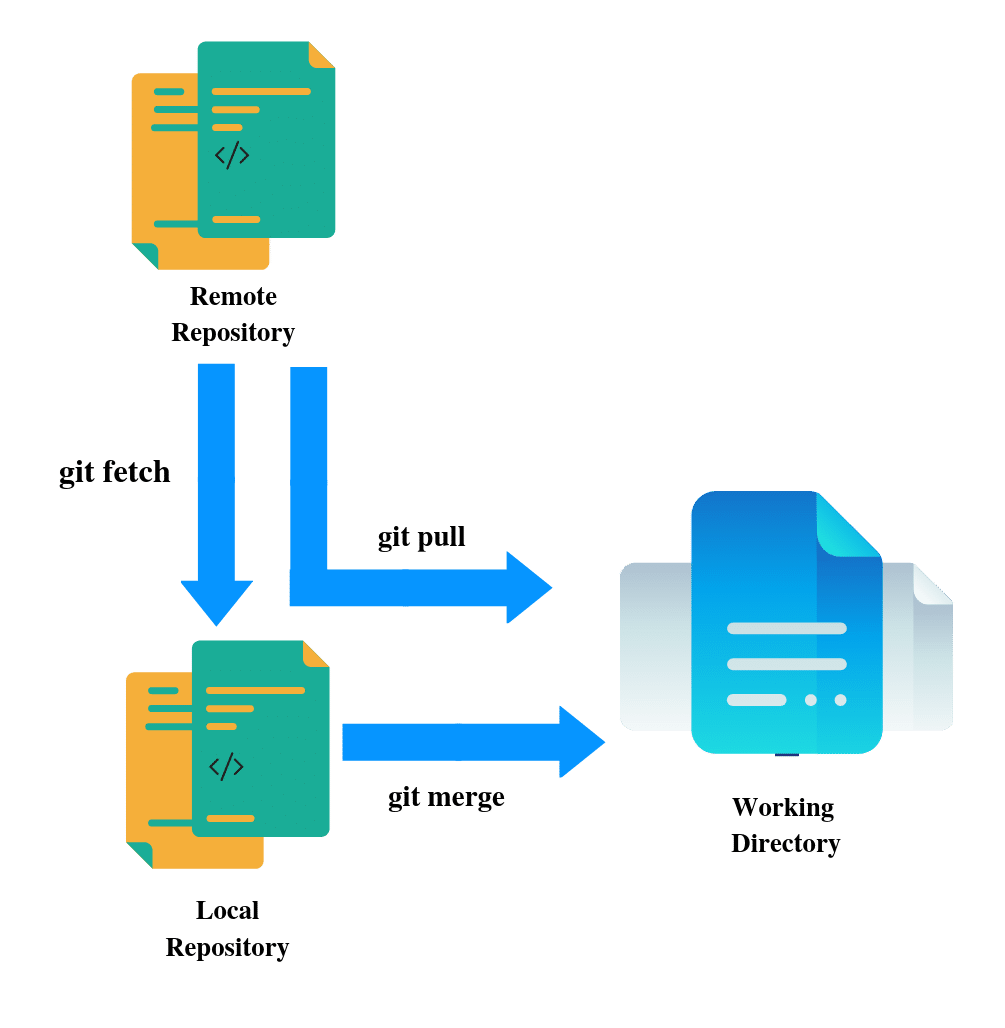 </>
Remote
Repository
git fetch
git pull
</>
git merge
Working
Directory
Local
Repository